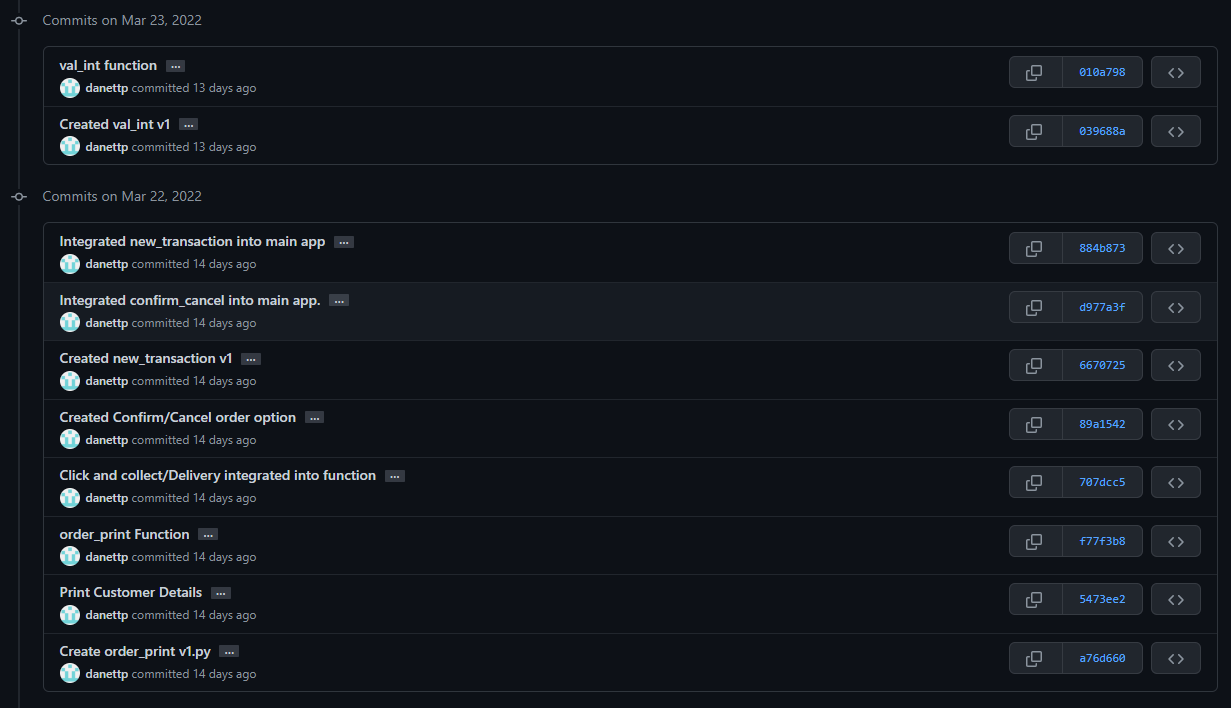 Commits on Mar 23, 2022
val_int function ...
010a798
danettp committed 13 days ago
Created val_int v1 ...
039688a
danettp committed 13 days ago
Commits on Mar 22, 2022
Integrated new_transaction into main app ...
884b873
danettp committed 14 days ago
Integrated confirm_cancel into main app. ...
d977a3f
danettp committed 14 days ago
Created new_transaction v1 ...
6670725
danettp committed 14 days ago
Created Confirm/Cancel order option ...
89a1542
danettp committed 14 days ago
Click and collect/Delivery integrated into function ...
707dcc5
danettp committed 14 days ago
order_print Function ...
f77f3b8
danettp committed 14 days ago
Print Customer Details ...
5473ee2
danettp committed 14 days ago
Create order_print v1.py ...
a76d660
danettp committed 14 days ago